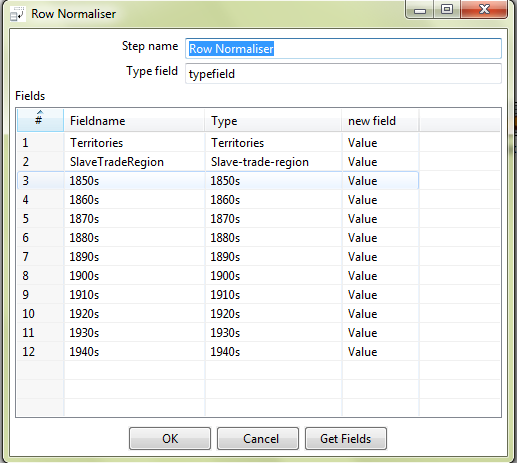 Row Normaliser
Step name Row Normaliser
Type field typefield
Fields
# Fieldname Type new field
1 Territories Territories Value
2 SlaveTradeRegion Slave-trade-region Value
3 1850s 1850s Value
4 1860s 1860s Value
5 1870s 1870s Value
6 1880s 1880s Value
7 1890s 1890s Value
8 1900s 1900s Value
9 1910s 1910s Value
10 1920s 1920s Value
11 1930s 1930s Value
12 1940s 1940s Value
OK Cancel Get Fields